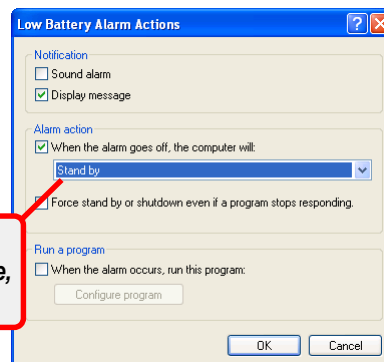 Low Battery Alarm Actions
Notification
Sound alarm
Display message
Alarm action
When the alarm goes off, the computer will:
Stand by
Force stand by or shutdown even if a program stops responding.
Run a program
When the alarm occurs, run this program:
Configure program
OK Cancel